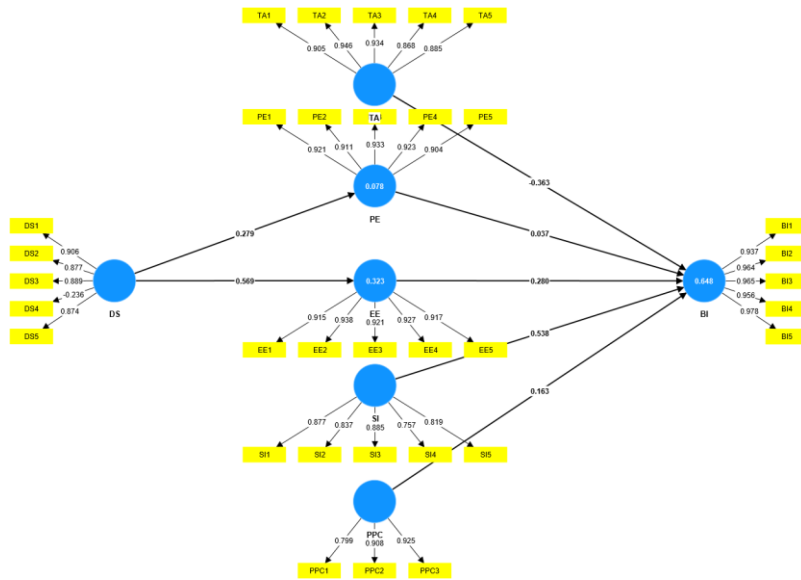 TA1 TA2 TA3 TA4 TA5
0.905 0.946 0.934 0.868 0.885
TA
PE1 PE2 PE4 PE5
0.921 0.911 0.933 0.923 0.904
0.078
PE
-0.363
0.279
0.037
DS1
DS2
DS3
DS4
DS5
0.906
0.877
0.889
-0.236
0.874
DS
0.569
0.323
EE
0.286
0.915 0.938 0.921 0.927 0.917
EE1 EE2 EE3 EE4 EE5
0.538
0.648
BI
0.937
0.964
0.965
0.956
0.978
BI1
BI2
BI3
BI4
BI5
SI
0.877 0.837 0.885 0.757 0.819
SI1 SI2 SI3 SI4 SI5
0.163
PPC
0.799 0.908 0.925
PPC1 PPC2 PPC3